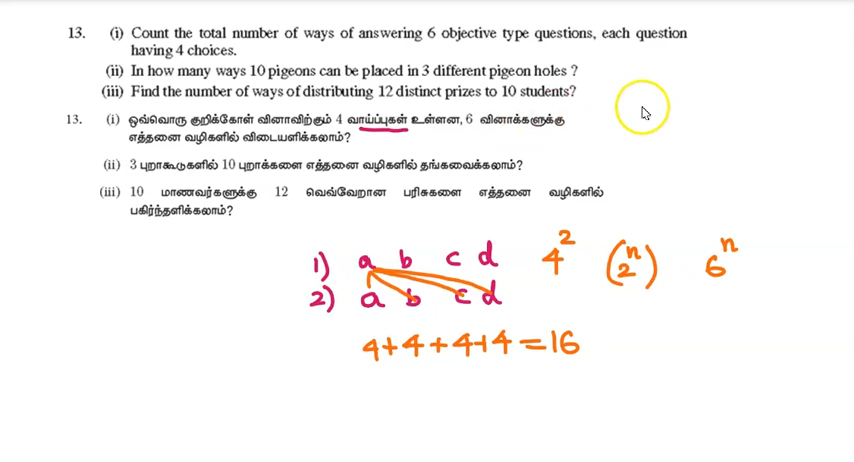 13. (i) Count the total number of ways of answering 6 objective type questions, each question
having 4 choices.
(ii) In how many ways 10 pigeons can be placed in 3 different pigeon holes ?
(iii) Find the number of ways of distributing 12 distinct prizes to 10 students?
13. (i) ஒவ்வொரு குறிக்கோள் வினாவிற்கும் 4 வாய்ப்புகள் உள்ளன, 6 வினாக்களுக்கு
எத்தனை வழிகளில் விடையளிக்கலாம்?
(ii) 3 புறாகூடுகளில் 10 புறாக்களை எத்தனை வழிகளில் தங்கவைக்கலாம்?
(iii) 10 மாணவர்களுக்கு 12 வெவ்வேறான பரிசுகளை எத்தனை வழிகளில்
பகிர்ந்தளிக்கலாம்?
1) a b c d 4² (2ⁿ) 6ⁿ
2) a b c d
4+4+4+4=16